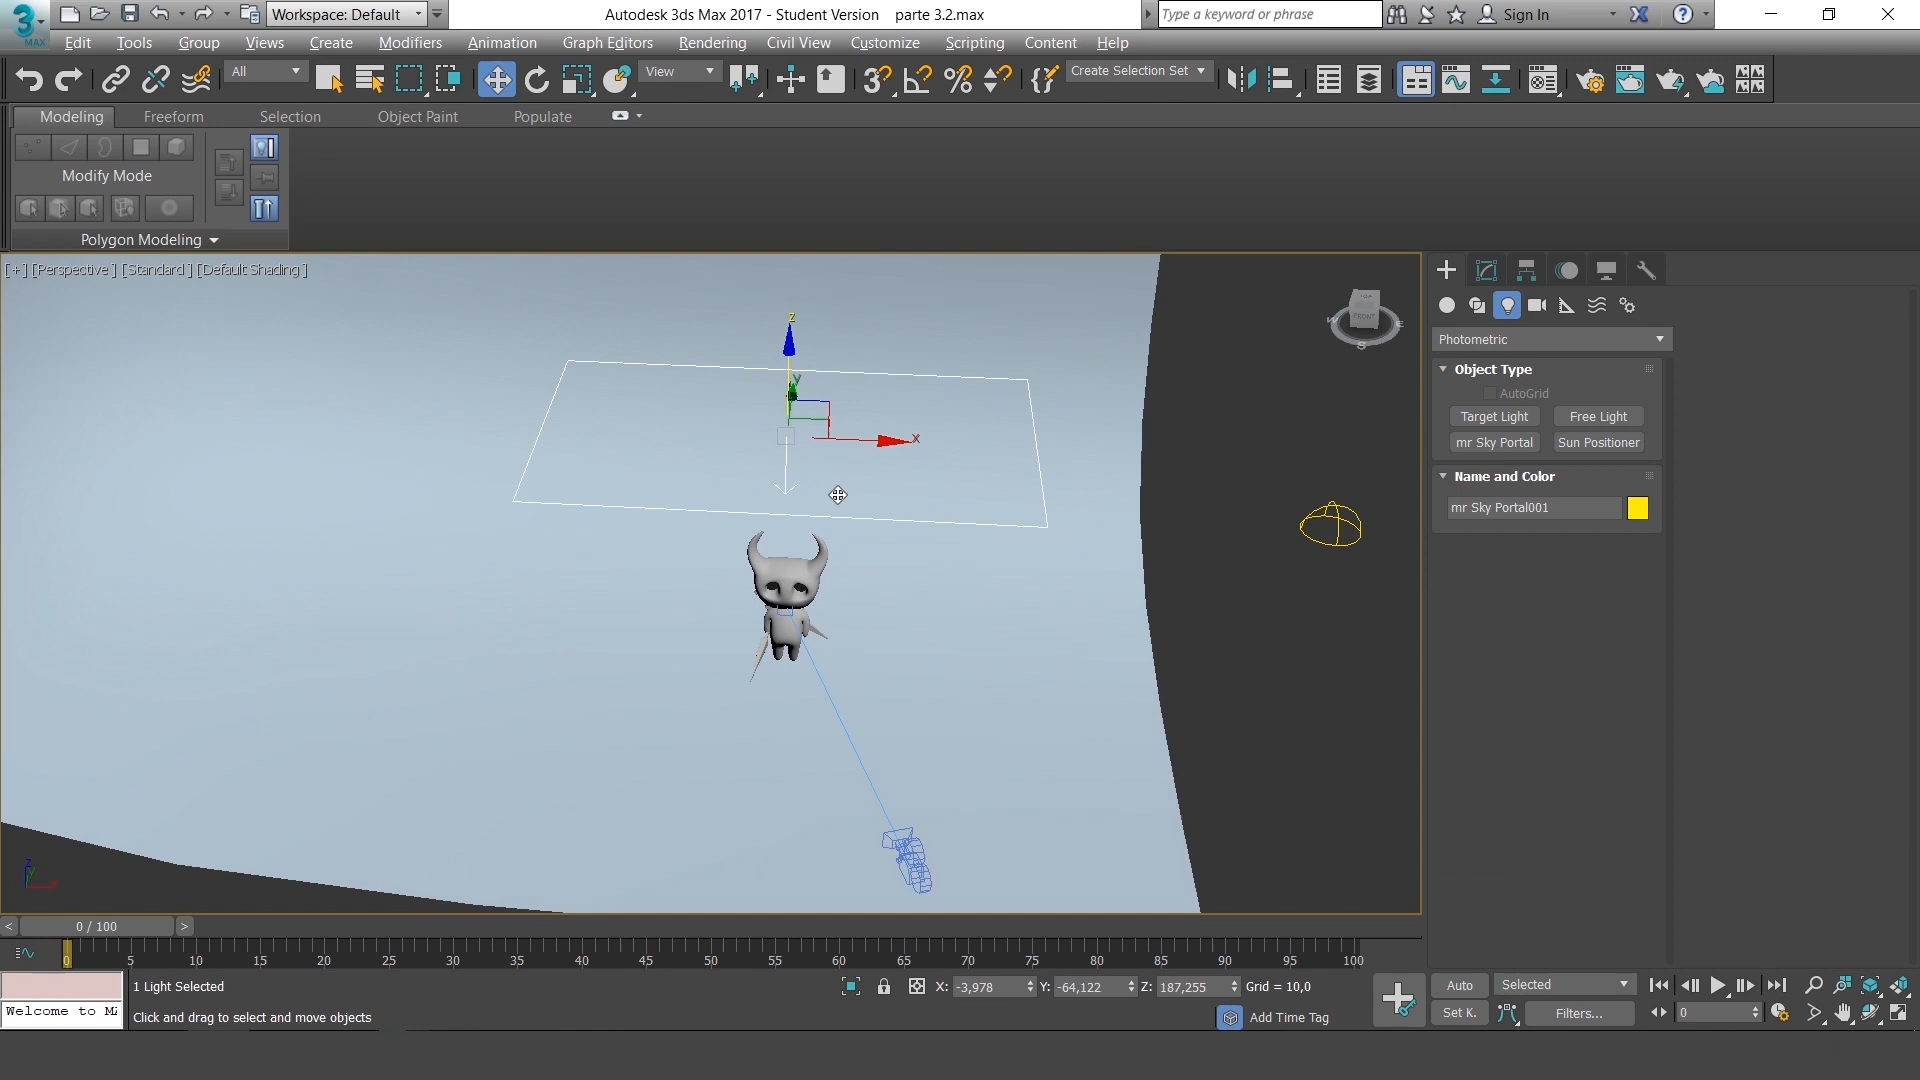 Workspace: Default
Autodesk 3ds Max 2017 - Student Version    parte 3.2.max
Type a keyword or phrase
Sign In
MAX
Edit Tools Group Views Create Modifiers Animation Graph Editors Rendering Civil View Customize Scripting Content Help
All
View
Create Selection Set
Modeling Freeform Selection Object Paint Populate
Modify Mode
Polygon Modeling
[+] [Perspective ] [Standard ] [Default Shading ]
z
y
x
FRONT
W
E
S
Photometric
Object Type
AutoGrid
Target Light Free Light
mr Sky Portal Sun Positioner
Name and Color
mr Sky Portal001
z
y
x
< 0 / 100 >
0 5 10 15 20 25 30 35 40 45 50 55 60 65 70 75 80 85 90 95 100
1 Light Selected
X: -3,978 Y: -64,122 Z: 187,255 Grid = 10,0
Auto Selected
Welcome to MA
Click and drag to select and move objects
Add Time Tag
Set K. Filters... 0